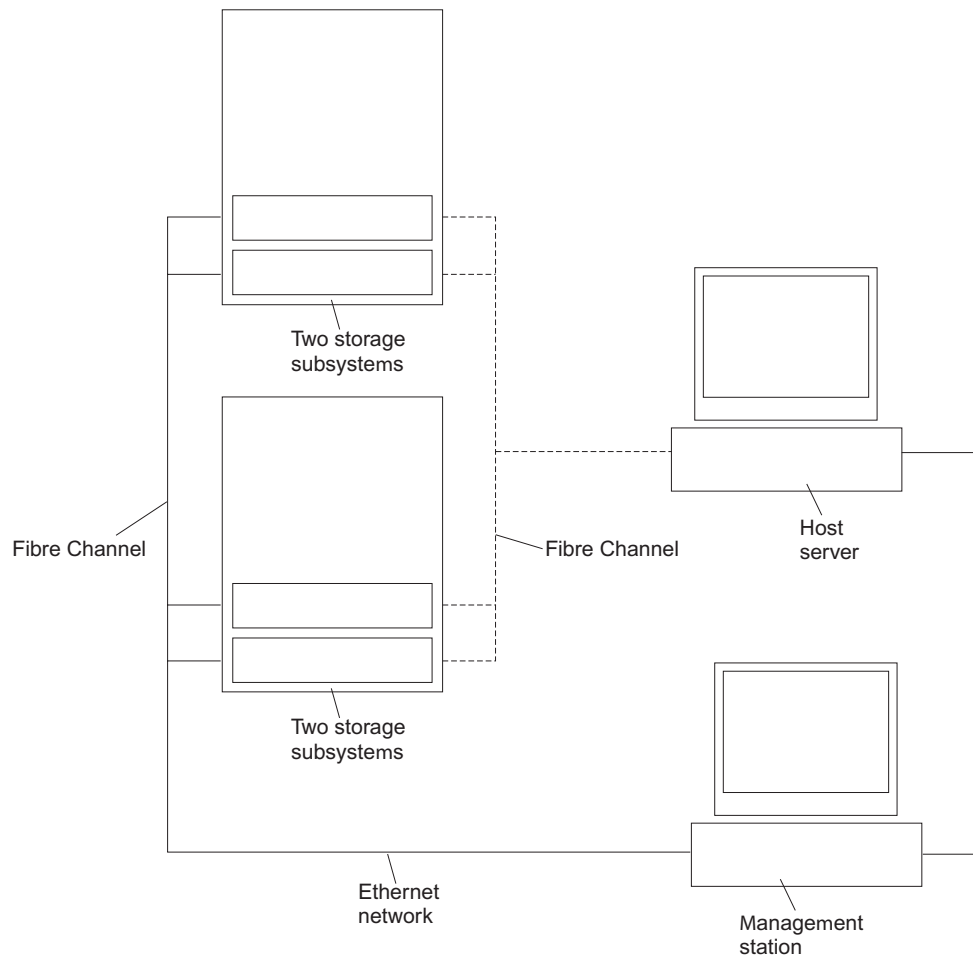 Two storage
subsystems
Fibre Channel
Fibre Channel
Host
server
Two storage
subsystems
Ethernet
network
Management
station